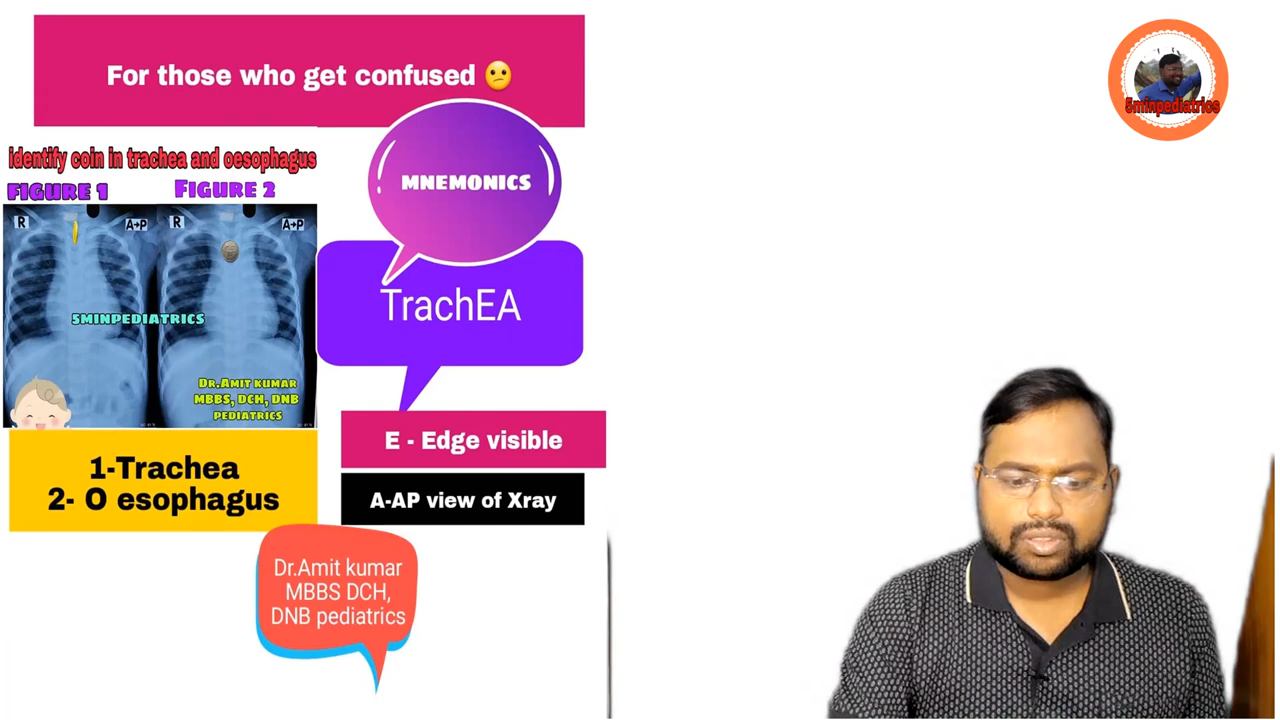 For those who get confused 😕
identify coin in trachea and oesophagus
FIGURE 1
FIGURE 2
R
A→P
R
A→P
5MINPEDIATRICS
DR.AMIT KUMAR
MBBS, DCH, DNB
PEDIATRICS
1-Trachea
2- O esophagus
MNEMONICS
TrachEA
E - Edge visible
A-AP view of Xray
Dr.Amit kumar
MBBS DCH,
DNB pediatrics
5minpediatrics